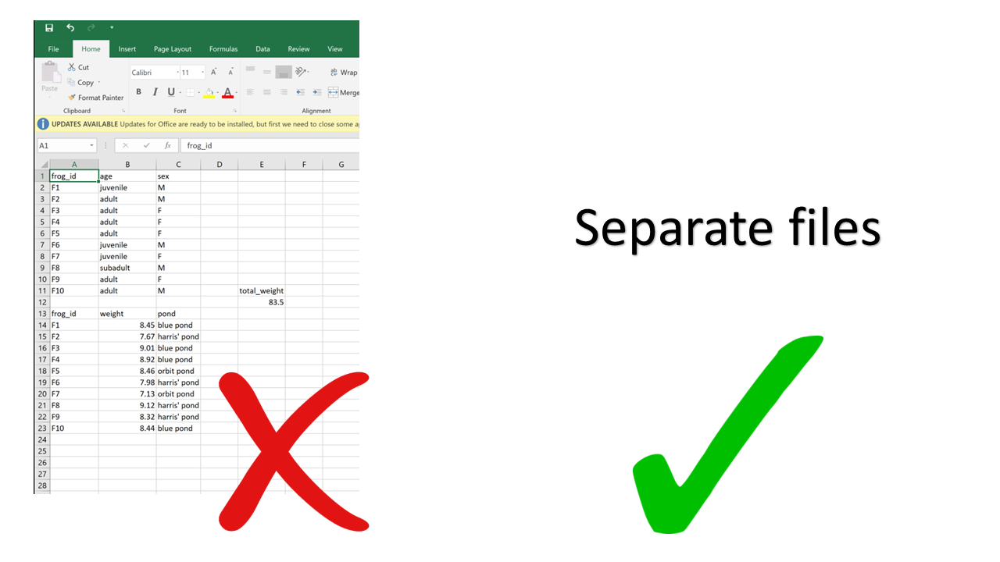 File Home Insert Page Layout Formulas Data Review View
Cut
Calibri 11 A A Wrap
Copy
Paste
B I U A Merge
Format Painter
Clipboard Font Alignment
UPDATES AVAILABLE Updates for Office are ready to be installed, but first we need to close some a
A1 fx frog_id
A B C D E F G
1 frog_id age sex
2 F1 juvenile M
3 F2 adult M
4 F3 adult F
5 F4 adult F
6 F5 adult F
7 F6 juvenile M
8 F7 juvenile F
9 F8 subadult M
10 F9 adult F
11 F10 adult M total_weight
12 83.5
13 frog_id weight pond
14 F1 8.45 blue pond
15 F2 7.67 harris' pond
16 F3 9.01 blue pond
17 F4 8.92 blue pond
18 F5 8.46 orbit pond
19 F6 7.98 harris' pond
20 F7 7.13 orbit pond
21 F8 9.12 harris' pond
22 F9 8.32 harris' pond
23 F10 8.44 blue pond
24
25
26
27
28
Separate files